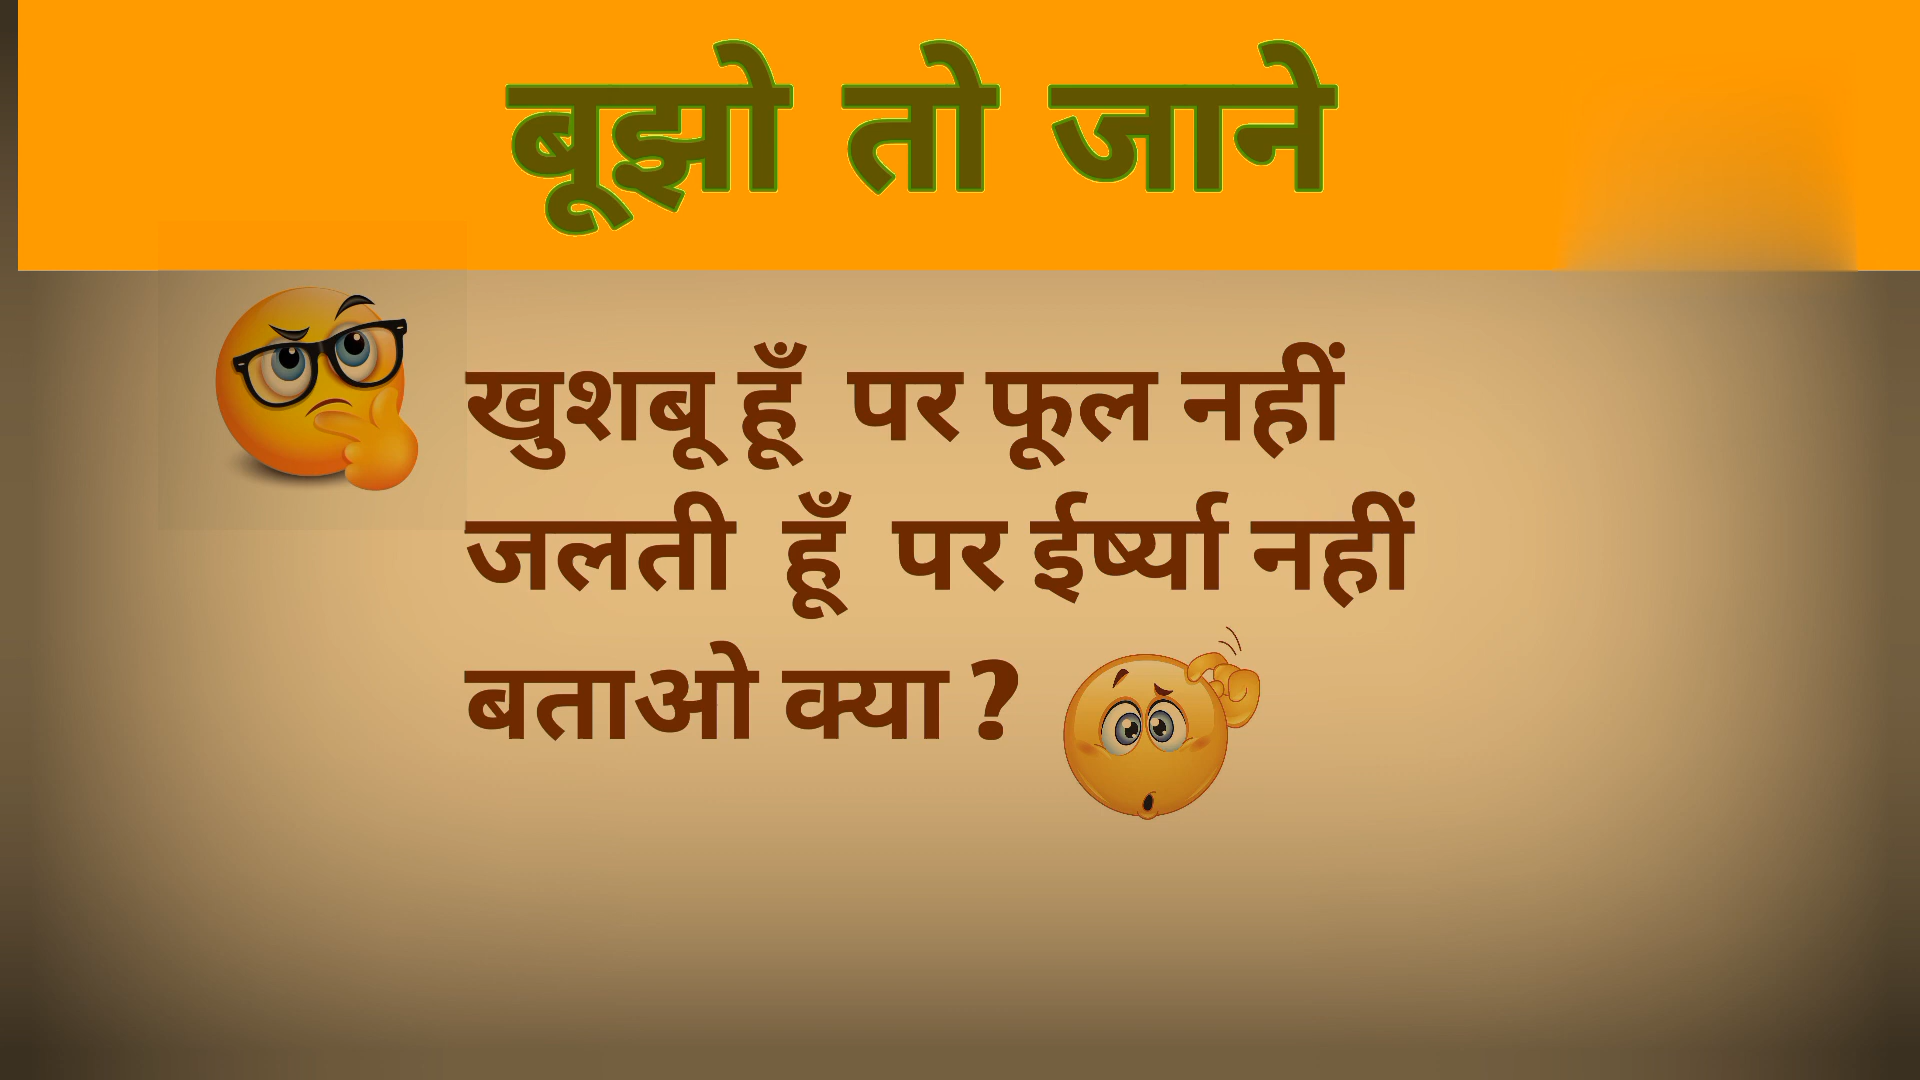 बूझो तो जाने
खुशबू हूँ पर फूल नहीं
जलती हूँ पर ईर्ष्या नहीं
बताओ क्या ?